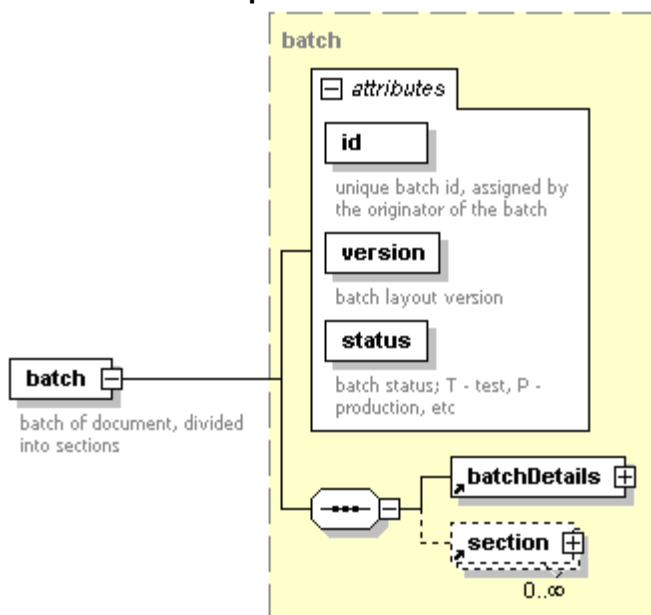 batch
attributes
id
unique batch id, assigned by
the originator of the batch
version
batch layout version
status
batch status; T - test, P -
production, etc
batch
batch of document, divided
into sections
batchDetails
section
0..∞